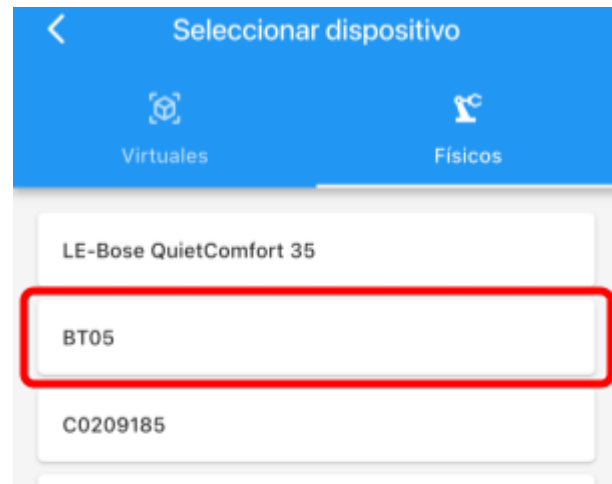 Seleccionar dispositivo
Virtuales
Físicos
LE-Bose QuietComfort 35
BT05
C0209185